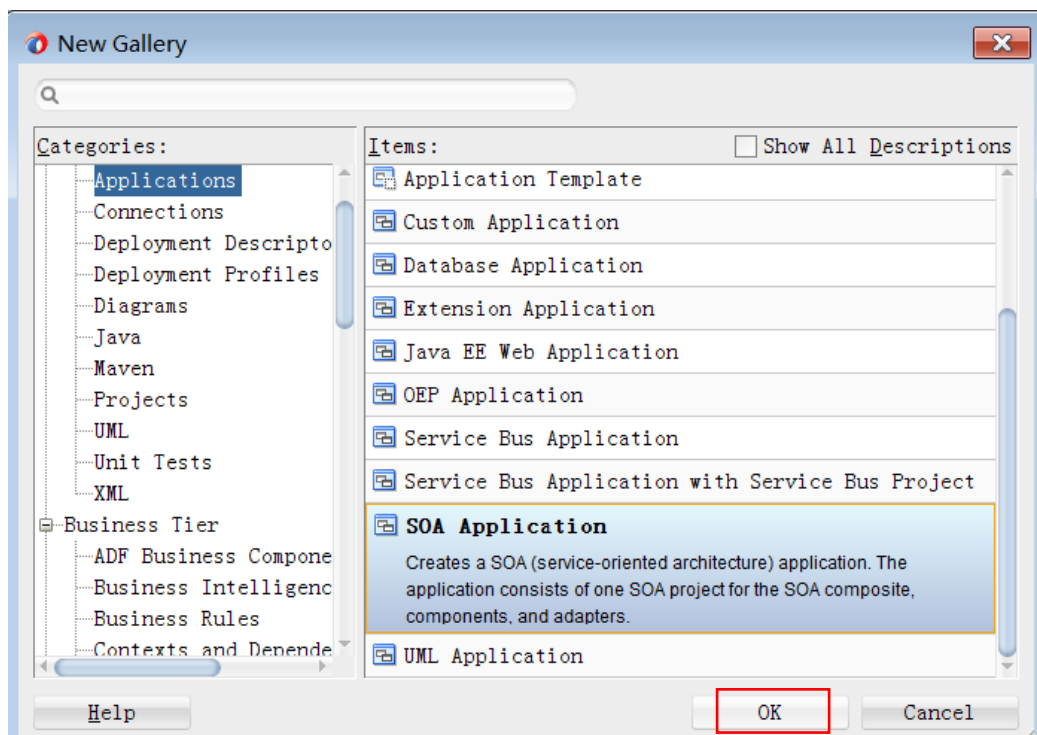 New Gallery
Categories:
Applications
Connections
Deployment Descripto
Deployment Profiles
Diagrams
Java
Maven
Projects
UML
Unit Tests
XML
Business Tier
ADF Business Compone
Business Intelligenc
Business Rules
Contexts and Depende
Items:
Show All Descriptions
Application Template
Custom Application
Database Application
Extension Application
Java EE Web Application
OEP Application
Service Bus Application
Service Bus Application with Service Bus Project
SOA Application
Creates a SOA (service-oriented architecture) application. The
application consists of one SOA project for the SOA composite,
components, and adapters.
UML Application
Help
OK
Cancel